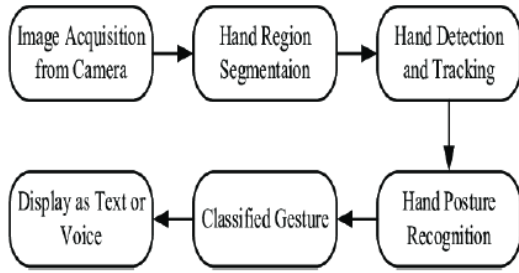 Image Acquisition
from Camera
Hand Region
Segmentaion
Hand Detection
and Tracking
Hand Posture
Recognition
Classified Gesture
Display as Text or
Voice